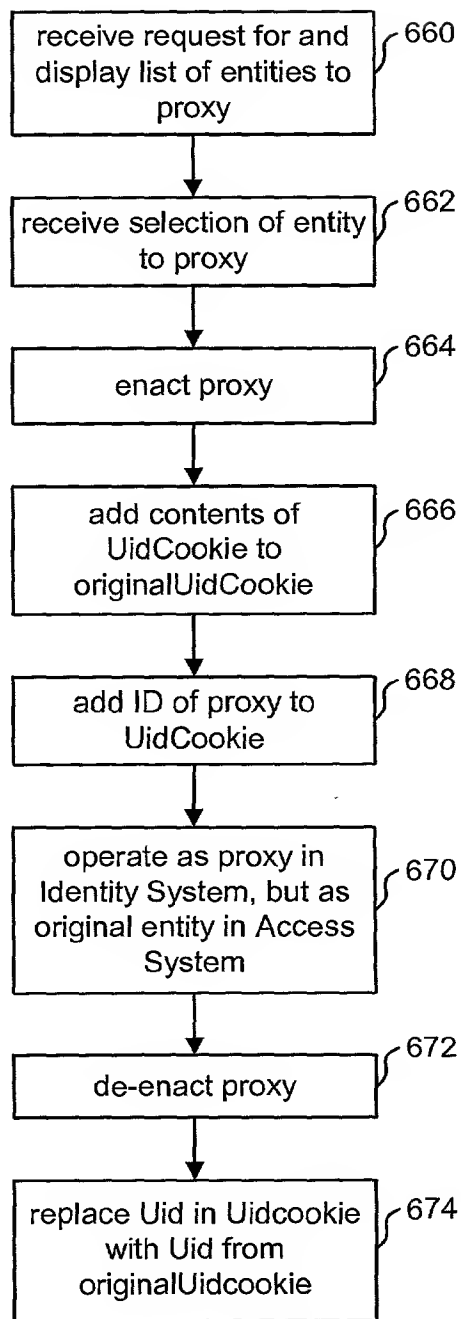 receive request for and
display list of entities to
proxy
660
receive selection of entity
to proxy
662
enact proxy
664
add contents of
UidCookie to
originalUidCookie
666
add ID of proxy to
UidCookie
668
operate as proxy in
Identity System, but as
original entity in Access
System
670
de-enact proxy
672
replace Uid in Uidcookie
with Uid from
originalUidcookie
674